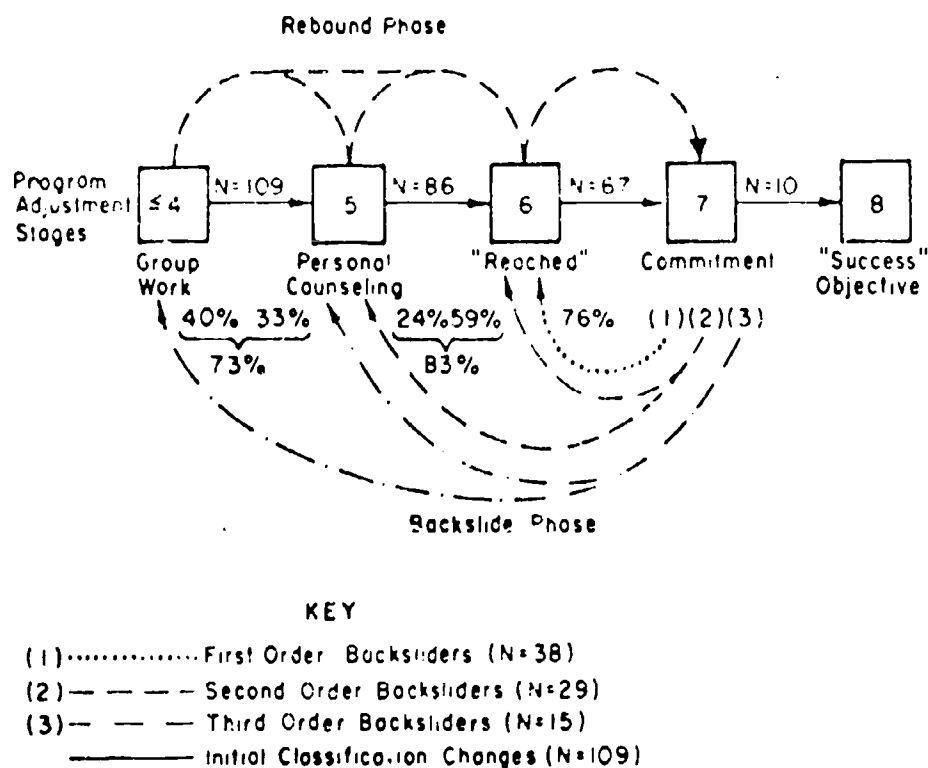 Rebound Phase
Program
Adjustment
Stages
≤4
N=109
5
N=86
6
N=67
7
N=10
8
Group
Work
Personal
Counseling
"Reached"
Commitment
"Success"
Objective
40% 33%
73%
24% 59%
83%
76%
(1)(2)(3)
Backslide Phase
KEY
(1) First Order Backsliders (N=38)
(2) Second Order Backsliders (N=29)
(3) Third Order Backsliders (N=15)
Initial Classification Changes (N=109)